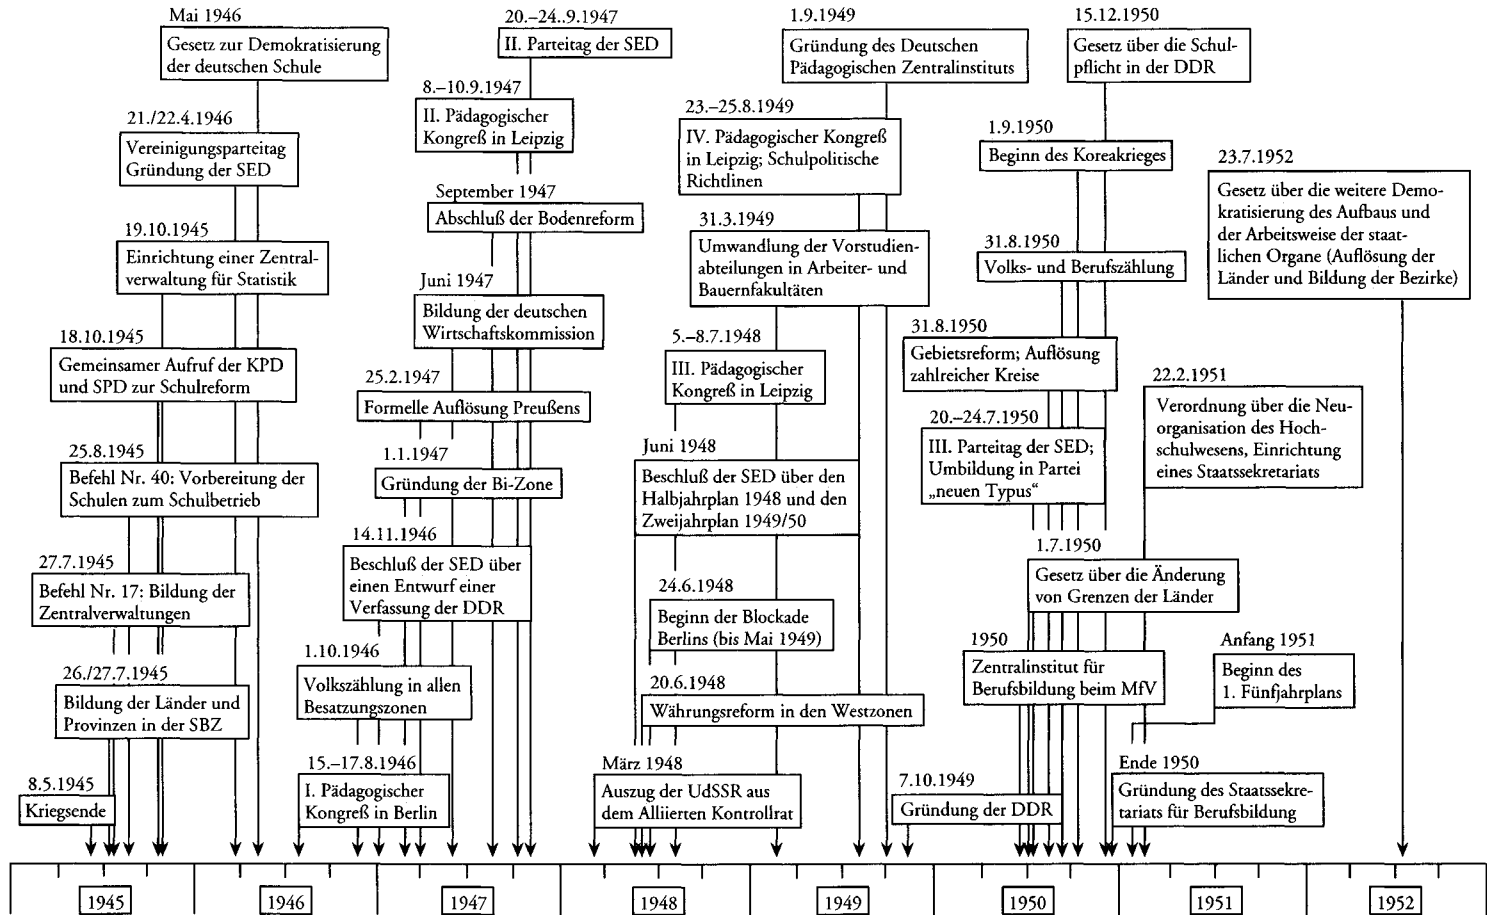 Mai 1946
Gesetz zur Demokratisierung
der deutschen Schule
21./22.4.1946
Vereinigungsparteitag
Gründung der SED
19.10.1945
Einrichtung einer Zentral-
verwaltung für Statistik
18.10.1945
Gemeinsamer Aufruf der KPD
und SPD zur Schulreform
25.8.1945
Befehl Nr. 40: Vorbereitung der
Schulen zum Schulbetrieb
27.7.1945
Befehl Nr. 17: Bildung der
Zentralverwaltungen
26./27.7.1945
Bildung der Länder und
Provinzen in der SBZ
8.5.1945
Kriegsende
20.–24..9.1947
II. Parteitag der SED
8.–10.9.1947
II. Pädagogischer
Kongreß in Leipzig
September 1947
Abschluß der Bodenreform
Juni 1947
Bildung der deutschen
Wirtschaftskommission
25.2.1947
Formelle Auflösung Preußens
1.1.1947
Gründung der Bi-Zone
14.11.1946
Beschluß der SED über
einen Entwurf einer
Verfassung der DDR
1.10.1946
Volkszählung in allen
Besatzungszonen
15.–17.8.1946
I. Pädagogischer
Kongreß in Berlin
1.9.1949
Gründung des Deutschen
Pädagogischen Zentralinstituts
23.–25.8.1949
IV. Pädagogischer Kongreß
in Leipzig; Schulpolitische
Richtlinen
31.3.1949
Umwandlung der Vorstudien-
abteilungen in Arbeiter- und
Bauernfakultäten
5.–8.7.1948
III. Pädagogischer
Kongreß in Leipzig
Juni 1948
Beschluß der SED über den
Halbjahrplan 1948 und den
Zweijahrplan 1949/50
24.6.1948
Beginn der Blockade
Berlins (bis Mai 1949)
20.6.1948
Währungsreform in den Westzonen
März 1948
Auszug der UdSSR aus
dem Alliierten Kontrollrat
15.12.1950
Gesetz über die Schul-
pflicht in der DDR
1.9.1950
Beginn des Koreakrieges
31.8.1950
Volks- und Berufszählung
31.8.1950
Gebietsreform; Auflösung
zahlreicher Kreise
20.–24.7.1950
III. Parteitag der SED;
Umbildung in Partei
„neuen Typus“
1.7.1950
Gesetz über die Änderung
von Grenzen der Länder
1950
Zentralinstitut für
Berufsbildung beim MfV
7.10.1949
Gründung der DDR
23.7.1952
Gesetz über die weitere Demo-
kratisierung des Aufbaus und
der Arbeitsweise der staat-
lichen Organe (Auflösung der
Länder und Bildung der Bezirke)
22.2.1951
Verordnung über die Neu-
organisation des Hoch-
schulwesens, Einrichtung
eines Staatssekretariats
Anfang 1951
Beginn des
1. Fünfjahrplans
Ende 1950
Gründung des Staatssekre-
tariats für Berufsbildung
1945
1946
1947
1948
1949
1950
1951
1952